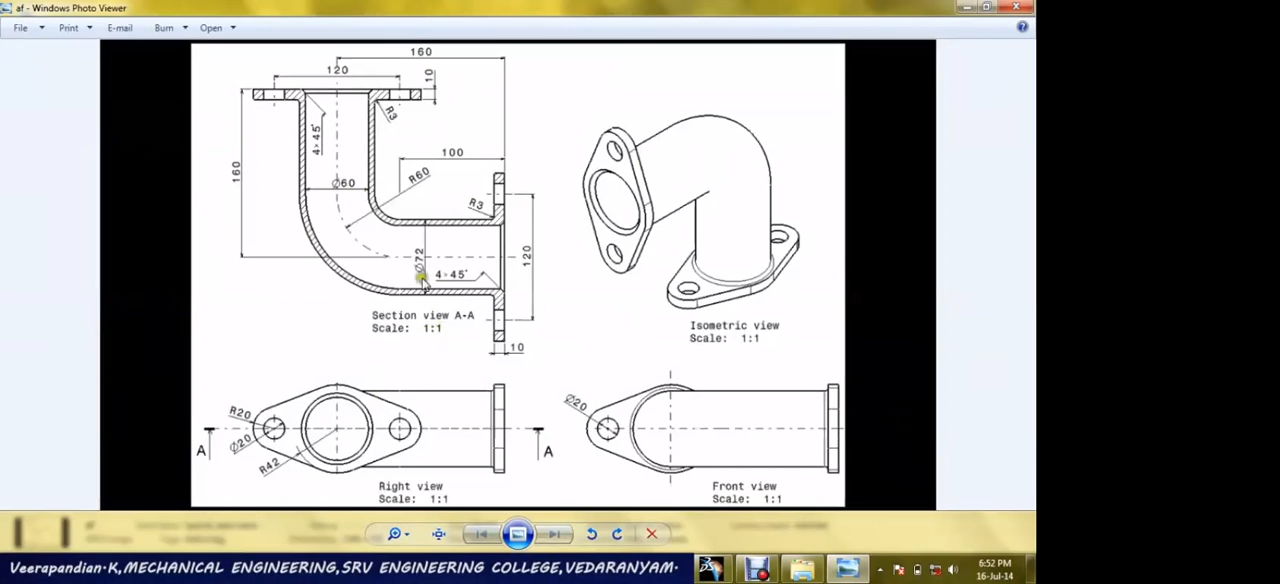 af - Windows Photo Viewer
File Print E-mail Burn Open
160
120
10
R3
4×45°
160
100
R60
Ø60
R3
Ø72
120
4×45°
Section view A-A
Scale: 1:1
10
Isometric view
Scale: 1:1
R20
Ø20
Ø20
A
A
R42
Right view
Scale: 1:1
Front view
Scale: 1:1
Veerapandian·K,MECHANICAL ENGINEERING,SRV ENGINEERING COLLEGE,VEDARANYAM·
6:52 PM
16-Jul-14